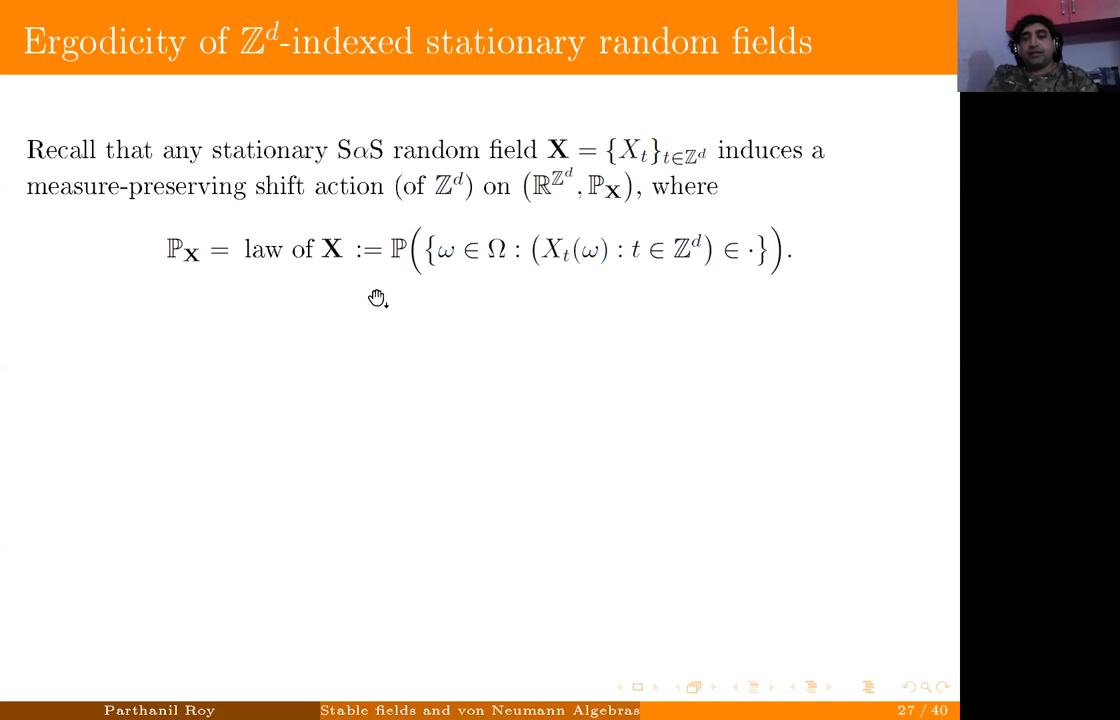 Ergodicity of ℤ^d-indexed stationary random fields
Recall that any stationary SαS random field 𝐗 = {X_t}_{t∈ℤ^d} induces a
measure-preserving shift action (of ℤ^d) on (ℝ^{ℤ^d}, ℙ_𝐗), where
ℙ_𝐗 = law of 𝐗 := ℙ({ω ∈ Ω : (X_t(ω) : t ∈ ℤ^d) ∈ ·}).
Parthanil Roy
Stable fields and von Neumann Algebras
27 / 40